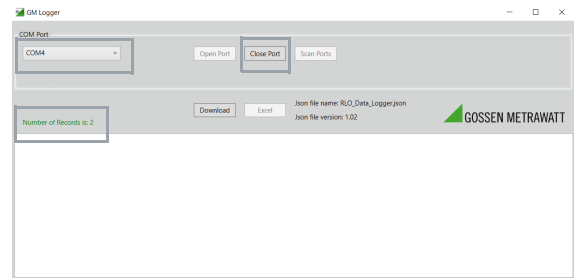 GM Logger
COM Port
COM4
Open Port
Close Port
Scan Ports
Download
Excel
Json file name: RLO_Data_Logger.json
Json file version: 1.02
Number of Records is: 2
GOSSEN METRAWATT